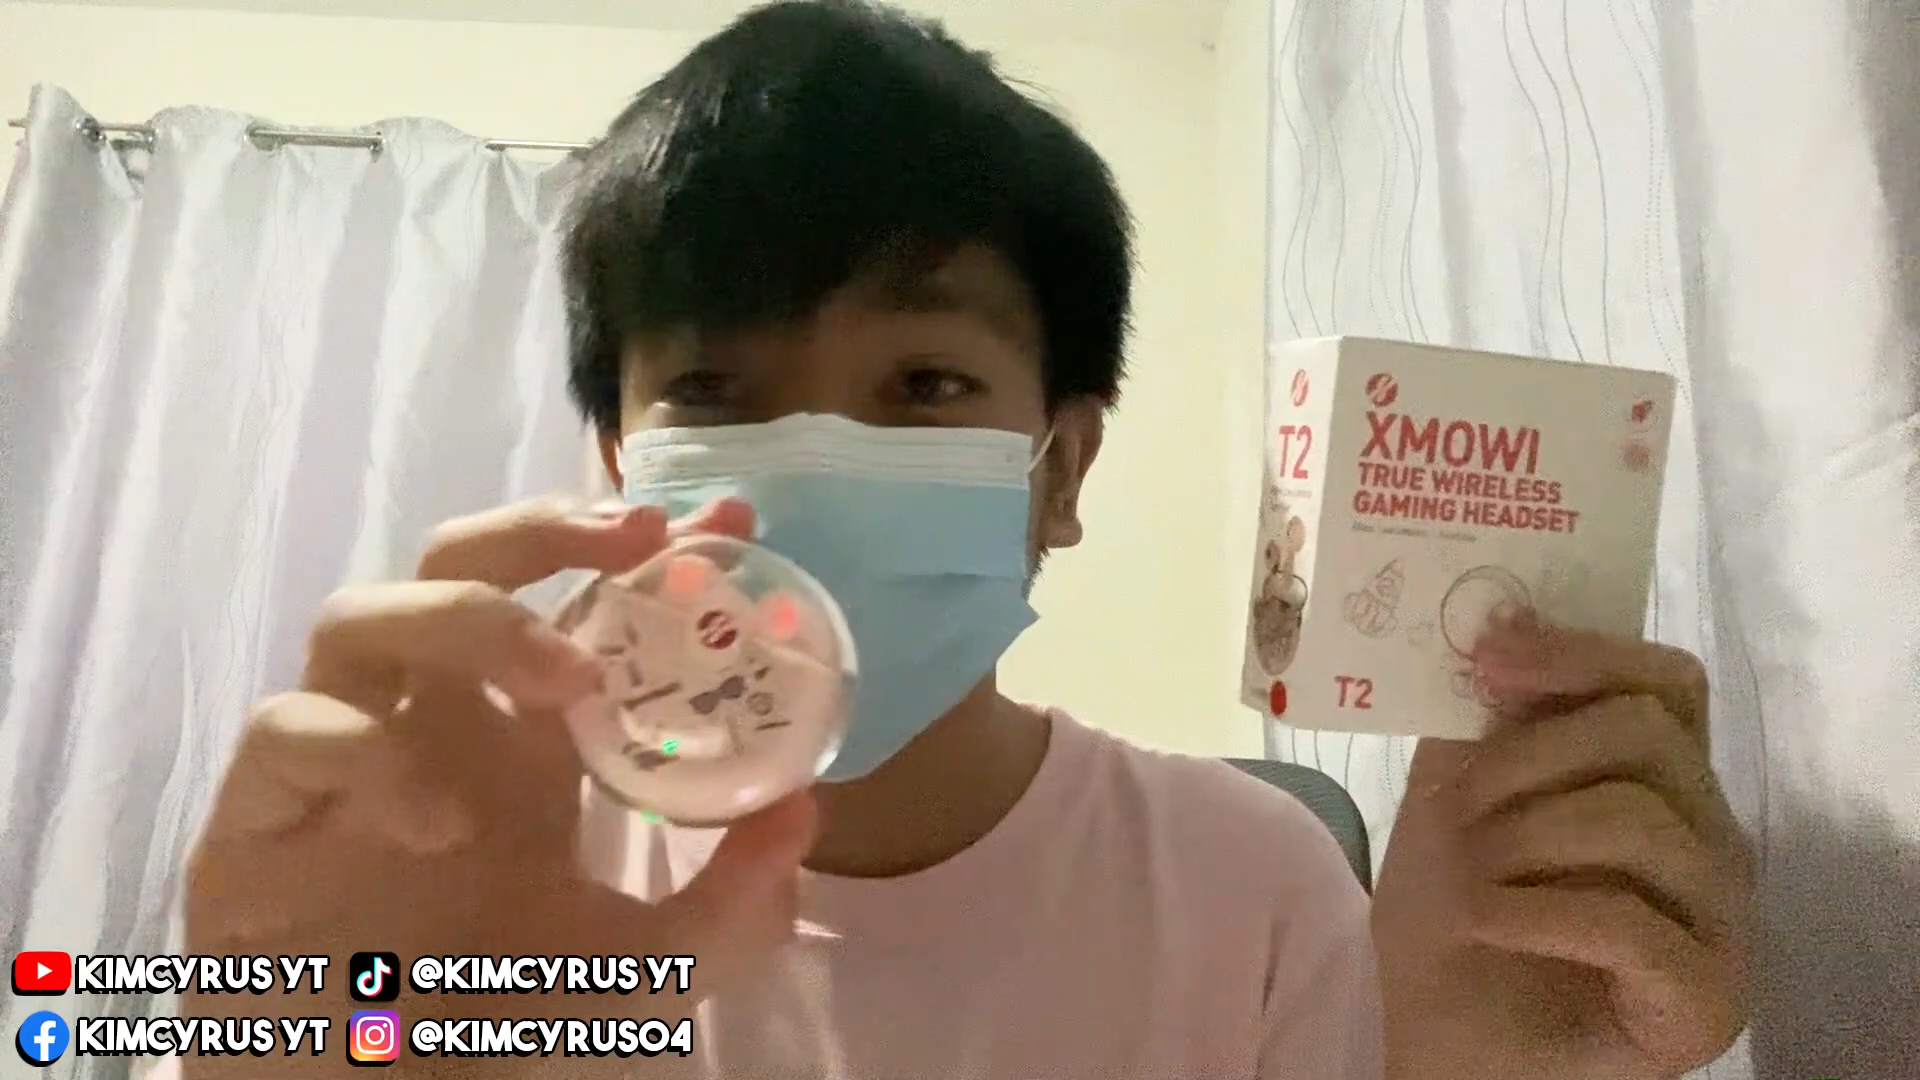 T2
XMOWI
TRUE WIRELESS
GAMING HEADSET
T2
KIMCYRUS YT @KIMCYRUS YT
KIMCYRUS YT @KIMCYRUS04